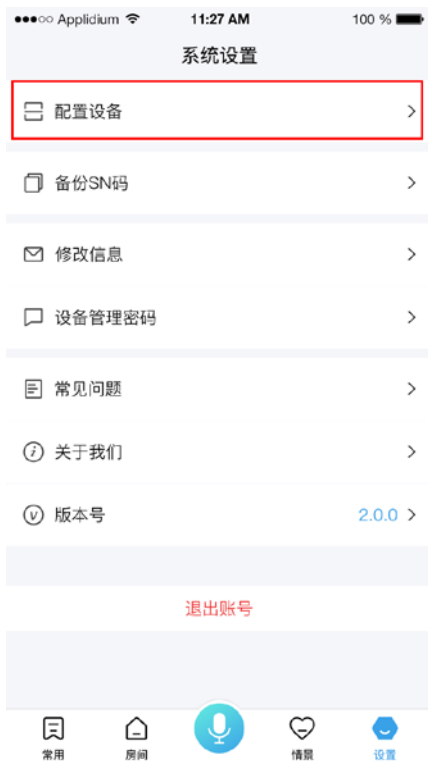 ●●●○○ Applidium 11:27 AM 100 %
系统设置
配置设备
备份SN码
修改信息
设备管理密码
常见问题
关于我们
版本号 2.0.0
退出账号
常用 房间 情景 设置